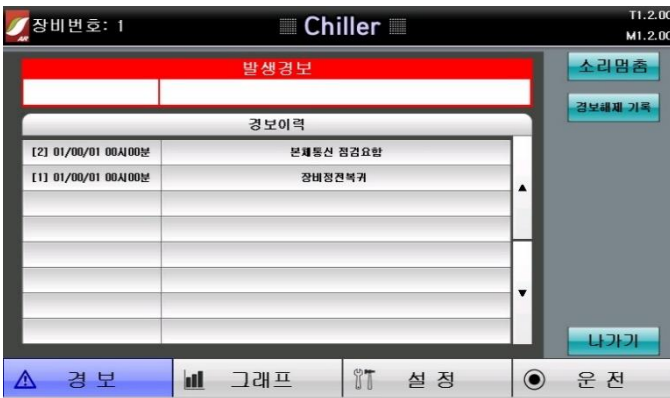 장비번호: 1
Chiller
T1.2.00
M1.2.00
발생경보
소리멈춤
경보해제 기록
경보이력
[2] 01/00/01 00시00분 본체통신 점검요함
[1] 01/00/01 00시00분 장비정전복귀
▲
▼
나가기
경 보
그래프
설 정
운 전